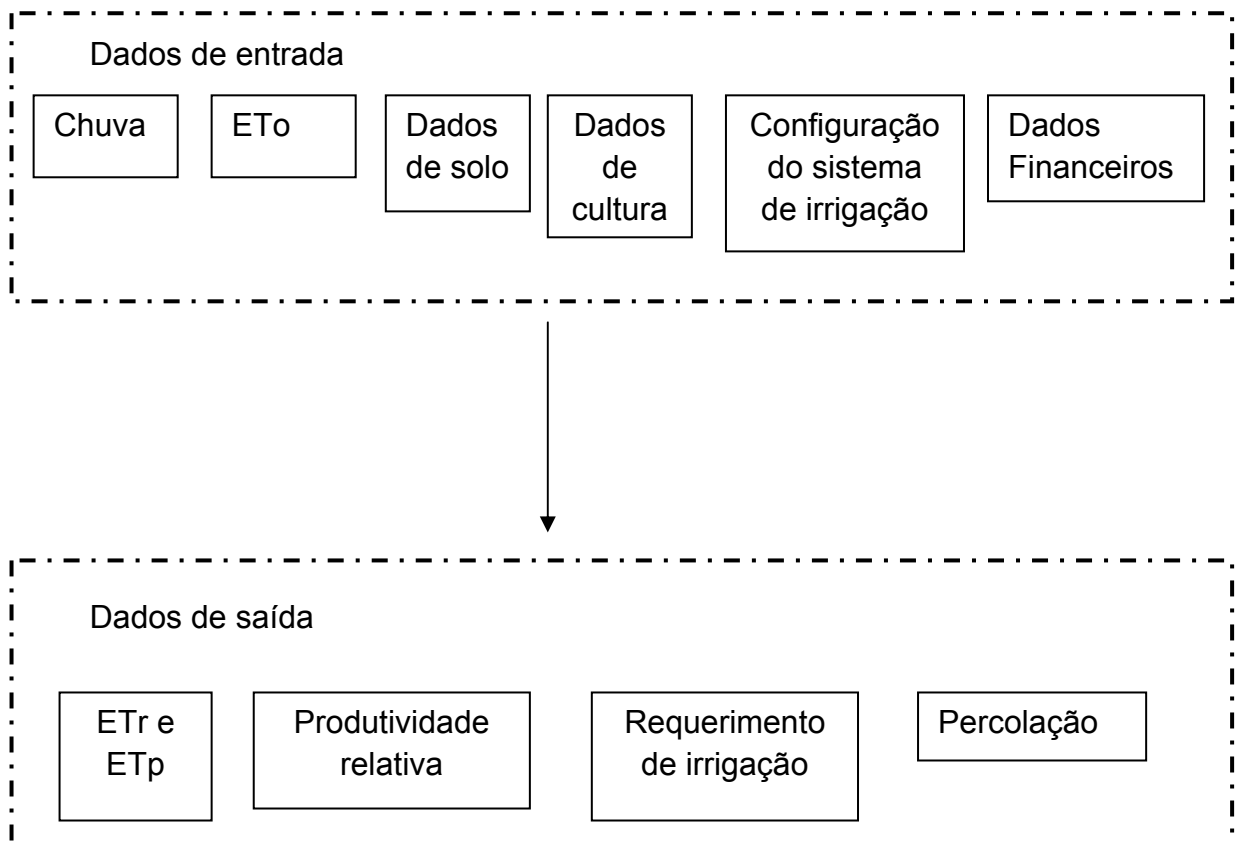 Dados de entrada
Chuva
ETo
Dados
de solo
Dados
de
cultura
Configuração
do sistema
de irrigação
Dados
Financeiros
Dados de saída
ETr e
ETp
Produtividade
relativa
Requerimento
de irrigação
Percolação